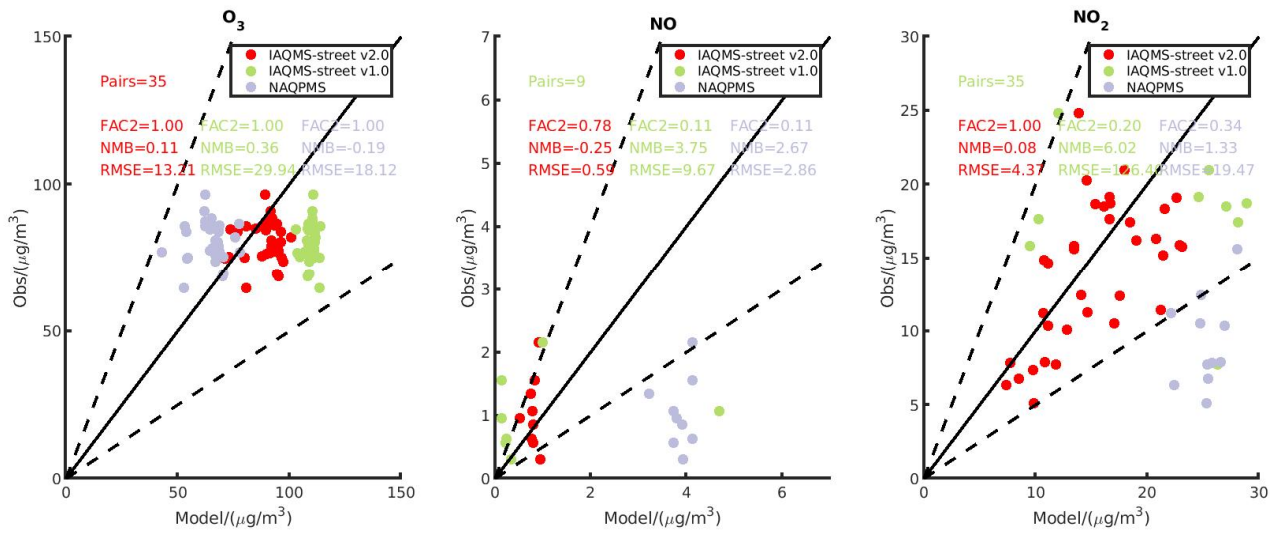 O3
150
100
50
0
0 50 100 150
Obs/(μg/m3)
Model/(μg/m3)
IAQMS-street v2.0
IAQMS-street v1.0
NAQPMS
Pairs=35
FAC2=1.00 FAC2=1.00 FAC2=1.00
NMB=0.11 NMB=0.36 NMB=-0.19
RMSE=13.21 RMSE=29.94 RMSE=18.12
NO
7
6
5
4
3
2
1
0
0 2 4 6
Obs/(μg/m3)
Model/(μg/m3)
IAQMS-street v2.0
IAQMS-street v1.0
NAQPMS
Pairs=9
FAC2=0.78 FAC2=0.11 FAC2=0.11
NMB=-0.25 NMB=3.75 NMB=2.67
RMSE=0.59 RMSE=9.67 RMSE=2.86
NO2
30
25
20
15
10
5
0
0 10 20 30
Obs/(μg/m3)
Model/(μg/m3)
IAQMS-street v2.0
IAQMS-street v1.0
NAQPMS
Pairs=35
FAC2=1.00 FAC2=0.20 FAC2=0.34
NMB=0.08 NMB=6.02 NMB=1.33
RMSE=4.37 RMSE=19.47